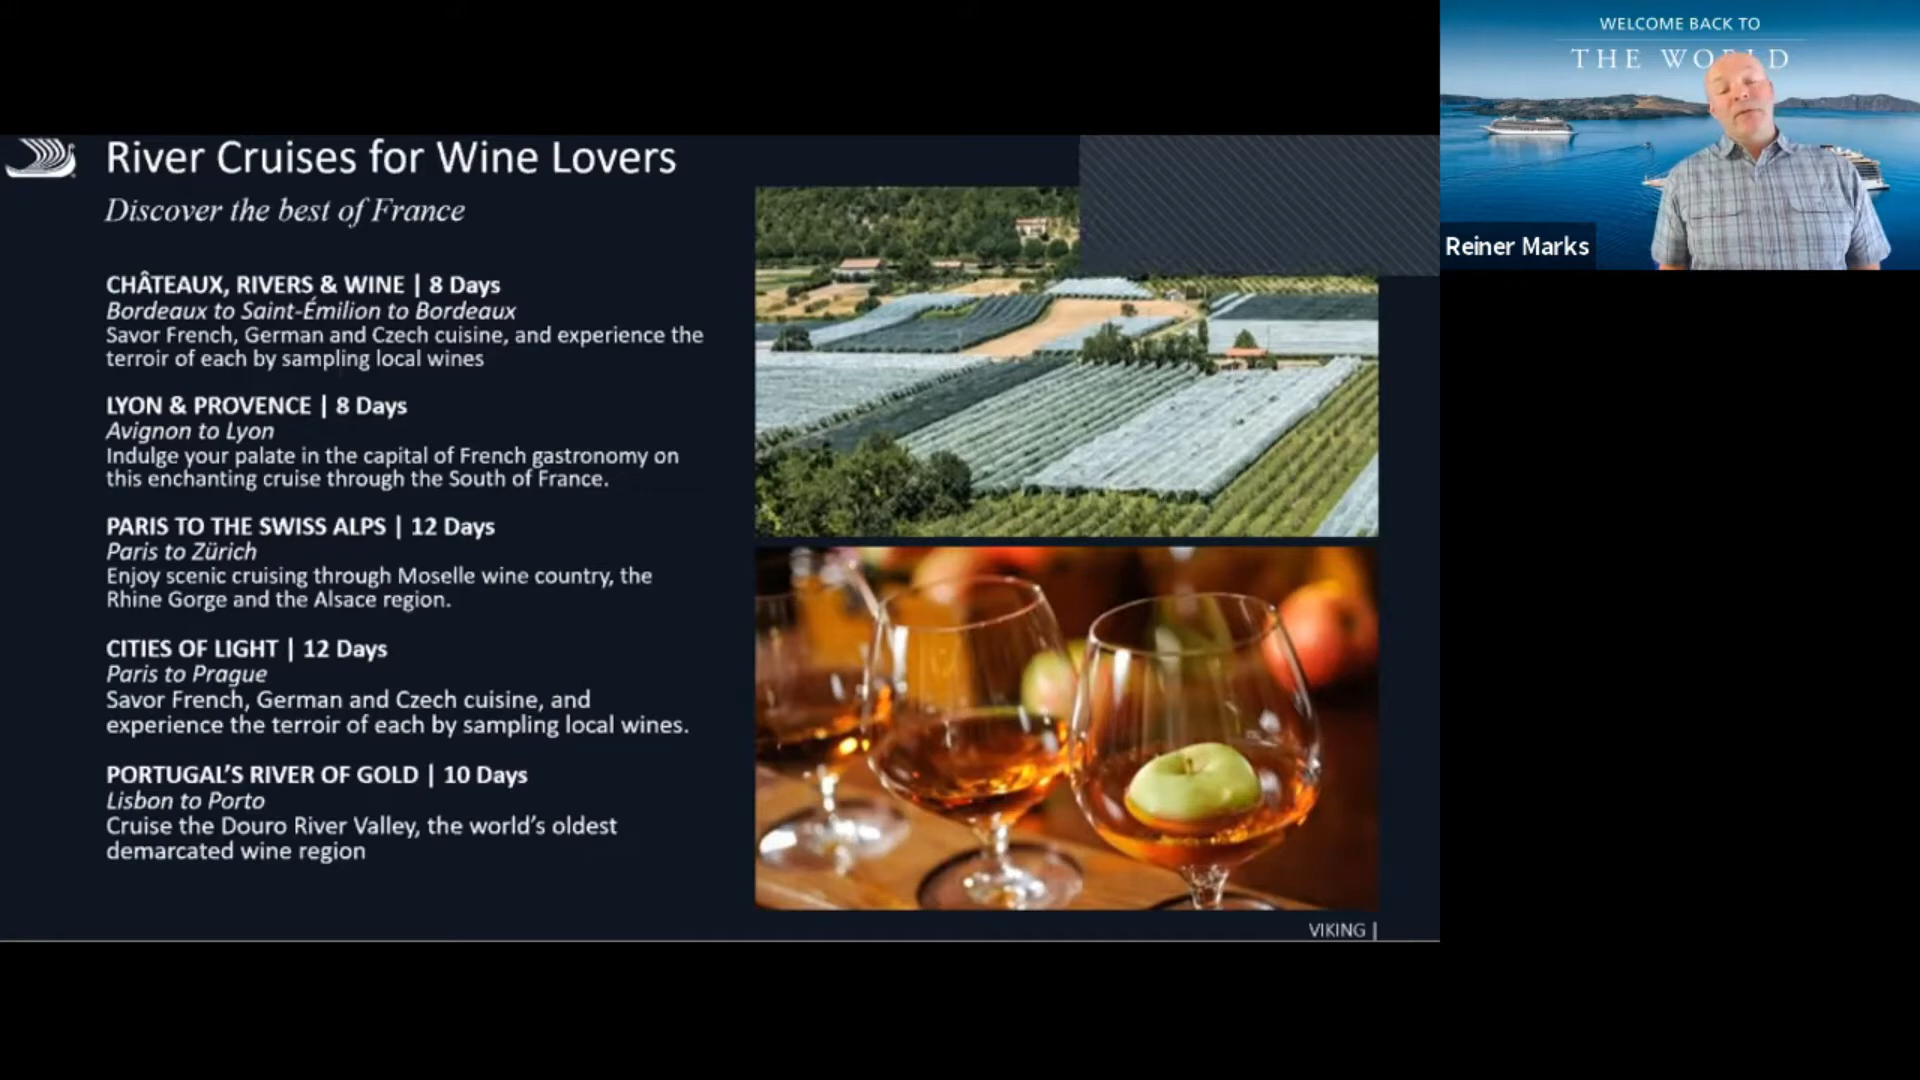 River Cruises for Wine Lovers
Discover the best of France
CHÂTEAUX, RIVERS & WINE | 8 Days
Bordeaux to Saint-Émilion to Bordeaux
Savor French, German and Czech cuisine, and experience the
terroir of each by sampling local wines
LYON & PROVENCE | 8 Days
Avignon to Lyon
Indulge your palate in the capital of French gastronomy on
this enchanting cruise through the South of France.
PARIS TO THE SWISS ALPS | 12 Days
Paris to Zürich
Enjoy scenic cruising through Moselle wine country, the
Rhine Gorge and the Alsace region.
CITIES OF LIGHT | 12 Days
Paris to Prague
Savor French, German and Czech cuisine, and
experience the terroir of each by sampling local wines.
PORTUGAL'S RIVER OF GOLD | 10 Days
Lisbon to Porto
Cruise the Douro River Valley, the world's oldest
demarcated wine region
VIKING |
WELCOME BACK TO
THE WORLD
Reiner Marks